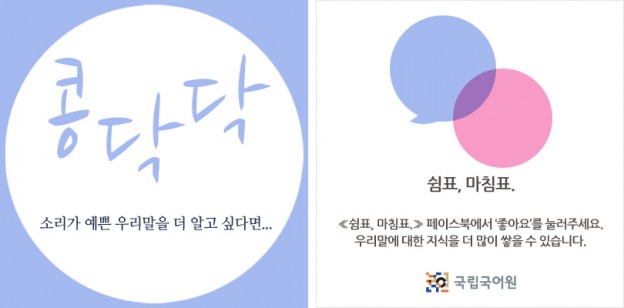 콩닥닥
소리가 예쁜 우리말을 더 알고 싶다면...
쉼표, 마침표.
≪쉼표, 마침표.≫ 페이스북에서 '좋아요'를 눌러주세요.
우리말에 대한 지식을 더 많이 쌓을 수 있습니다.
국립국어원